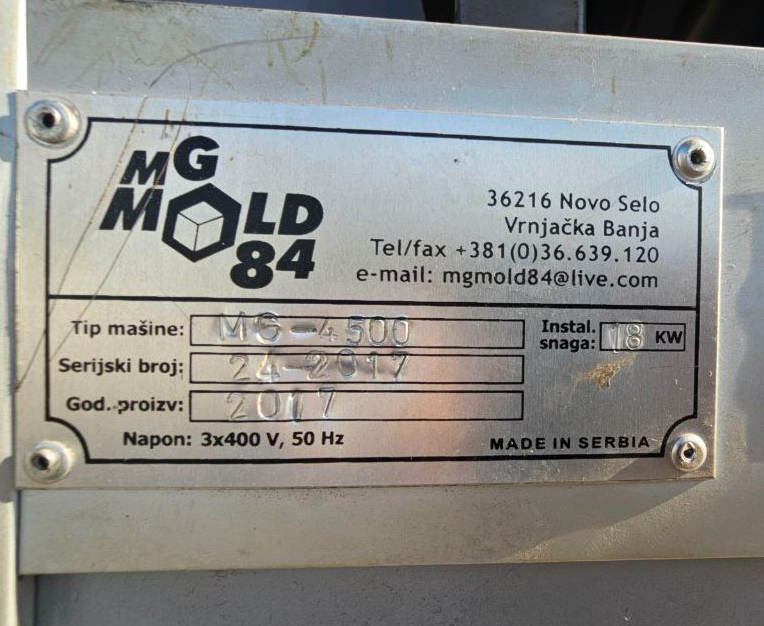 MG
MOLD
84
36216 Novo Selo
Vrnjačka Banja
Tel/fax +381(0)36.639.120
e-mail: mgmold84@live.com
Tip mašine: MG-4500
Instal. snaga: 18 KW
Serijski broj: 24-2017
God. proizv: 2017
Napon: 3x400 V, 50 Hz
MADE IN SERBIA